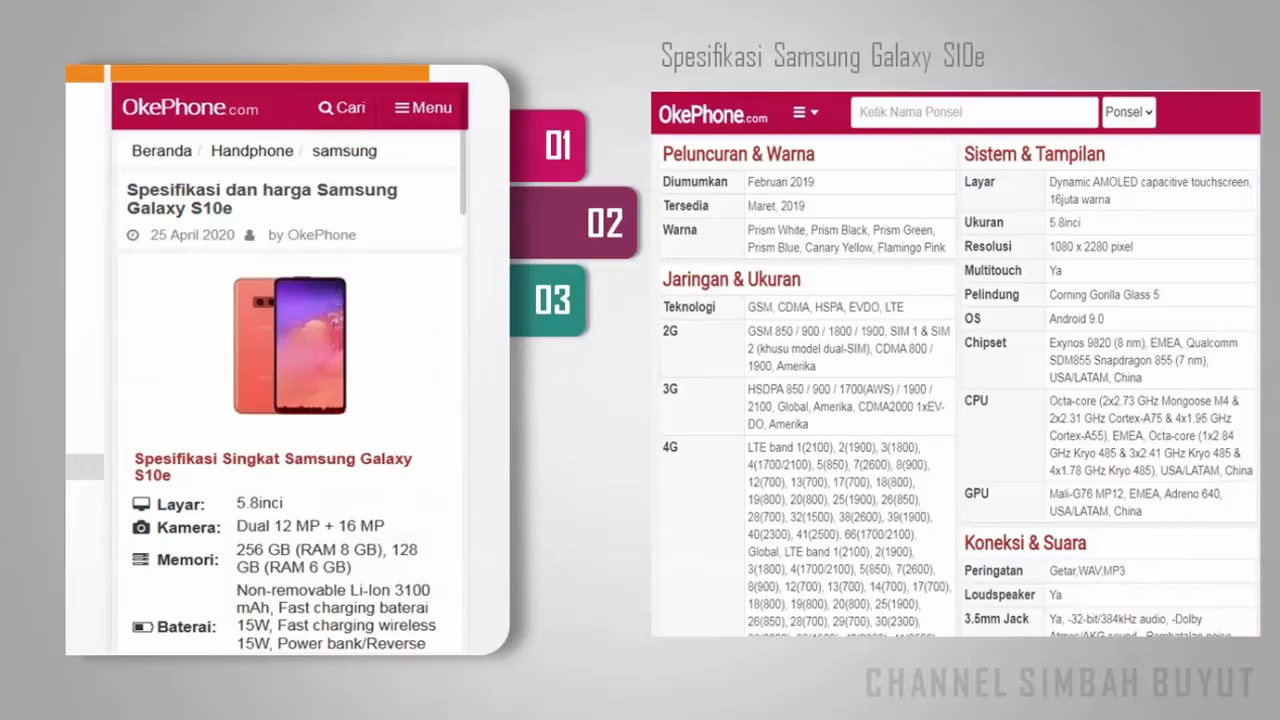 Spesifikasi Samsung Galaxy S10e
OkePhone.com
Cari
Menu
Beranda / Handphone / samsung
Spesifikasi dan harga Samsung
Galaxy S10e
25 April 2020 by OkePhone
Spesifikasi Singkat Samsung Galaxy
S10e
Layar: 5.8inci
Kamera: Dual 12 MP + 16 MP
Memori: 256 GB (RAM 8 GB), 128
GB (RAM 6 GB)
Baterai: Non-removable Li-Ion 3100
mAh, Fast charging baterai
15W, Fast charging wireless
15W, Power bank/Reverse
01
02
03
OkePhone.com
Ketik Nama Ponsel
Ponsel
Peluncuran & Warna
Diumumkan Februari 2019
Tersedia Maret, 2019
Warna Prism White, Prism Black, Prism Green,
Prism Blue, Canary Yellow, Flamingo Pink
Jaringan & Ukuran
Teknologi GSM, CDMA, HSPA, EVDO, LTE
2G GSM 850 / 900 / 1800 / 1900, SIM 1 & SIM
2 (khusu model dual-SIM), CDMA 800 /
1900, Amerika
3G HSDPA 850 / 900 / 1700(AWS) / 1900 /
2100, Global, Amerika, CDMA2000 1xEV-
DO, Amerika
4G LTE band 1(2100), 2(1900), 3(1800),
4(1700/2100), 5(850), 7(2600), 8(900),
12(700), 13(700), 17(700), 18(800),
19(800), 20(800), 25(1900), 26(850),
28(700), 32(1500), 38(2600), 39(1900),
40(2300), 41(2500), 66(1700/2100)
Global, LTE band 1(2100), 2(1900),
3(1800), 4(1700/2100), 5(850), 7(2600),
8(900), 12(700), 13(700), 14(700), 17(700),
18(800), 19(800), 20(800), 25(1900),
26(850), 28(700), 29(700), 30(2300),
Sistem & Tampilan
Layar Dynamic AMOLED capacitive touchscreen,
16juta warna
Ukuran 5.8inci
Resolusi 1080 x 2280 pixel
Multitouch Ya
Pelindung Corning Gorilla Glass 5
OS Android 9.0
Chipset Exynos 9820 (8 nm), EMEA, Qualcomm
SDM855 Snapdragon 855 (7 nm),
USA/LATAM, China
CPU Octa-core (2x2.73 GHz Mongoose M4 &
2x2.31 GHz Cortex-A75 & 4x1.95 GHz
Cortex-A55), EMEA, Octa-core (1x2.84
GHz Kryo 485 & 3x2.41 GHz Kryo 485 &
4x1.78 GHz Kryo 485), USA/LATAM, China
GPU Mali-G76 MP12, EMEA, Adreno 640,
USA/LATAM, China
Koneksi & Suara
Peringatan Getar,WAV,MP3
Loudspeaker Ya
3.5mm Jack Ya, -32-bit/384kHz audio, -Dolby
CHANNEL SIMBAH BUYUT